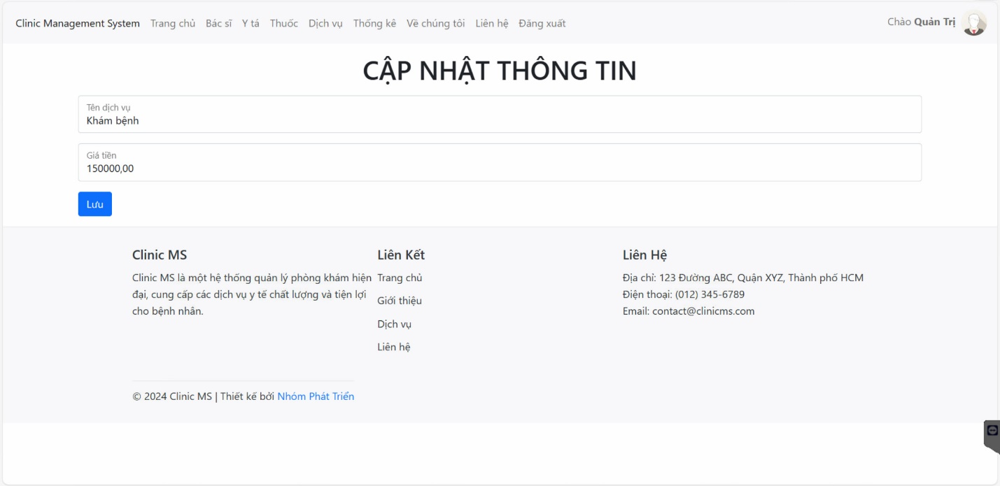 Clinic Management System Trang chủ Bác sĩ Y tá Thuốc Dịch vụ Thống kê Về chúng tôi Liên hệ Đăng xuất Chào Quản Trị
CẬP NHẬT THÔNG TIN
Tên dịch vụ
Khám bệnh
Giá tiền
150000,00
Lưu
Clinic MS
Clinic MS là một hệ thống quản lý phòng khám hiện
đại, cung cấp các dịch vụ y tế chất lượng và tiện lợi
cho bệnh nhân.
Liên Kết
Trang chủ
Giới thiệu
Dịch vụ
Liên hệ
Liên Hệ
Địa chỉ: 123 Đường ABC, Quận XYZ, Thành phố HCM
Điện thoại: (012) 345-6789
Email: contact@clinicms.com
© 2024 Clinic MS | Thiết kế bởi Nhóm Phát Triển